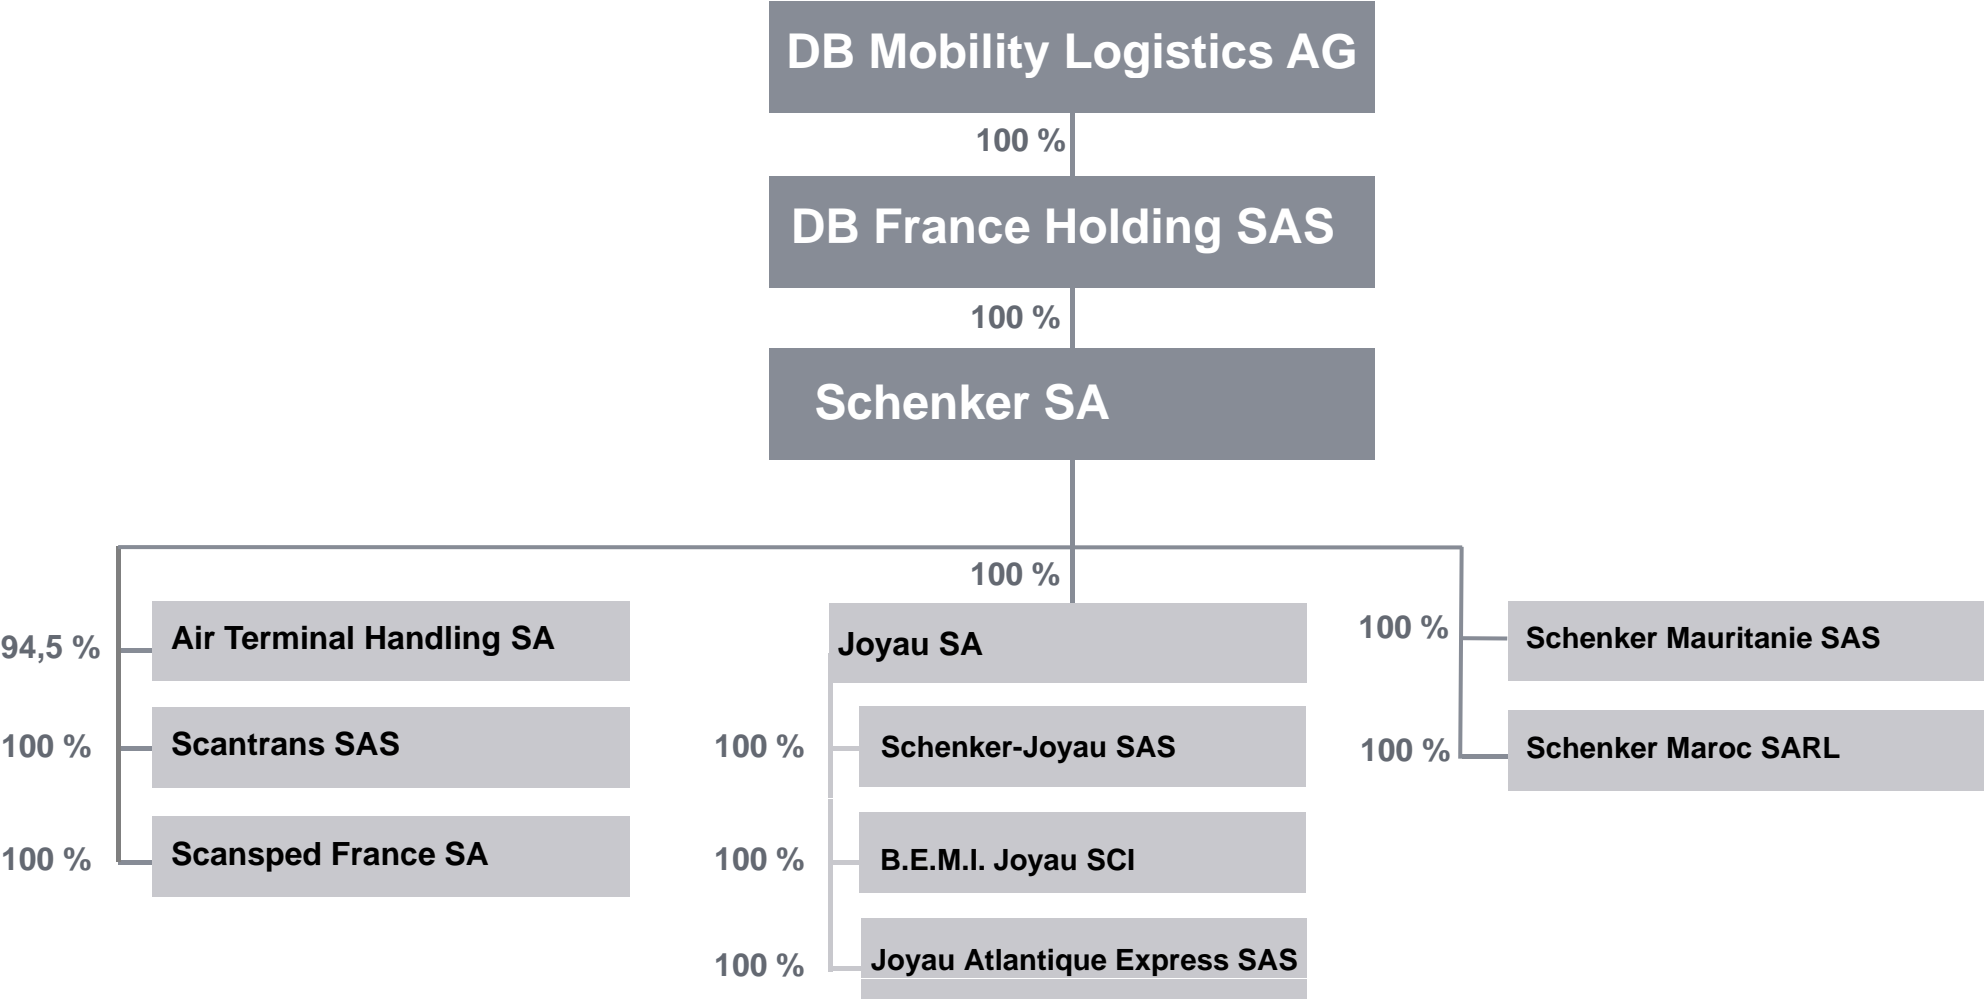 DB Mobility Logistics AG
100 %
DB France Holding SAS
100 %
Schenker SA
100 %
94,5 %
Air Terminal Handling SA
100 %
Scantrans SAS
100 %
Scansped France SA
Joyau SA
100 %
Schenker-Joyau SAS
100 %
B.E.M.I. Joyau SCI
100 %
Joyau Atlantique Express SAS
100 %
Schenker Mauritanie SAS
100 %
Schenker Maroc SARL